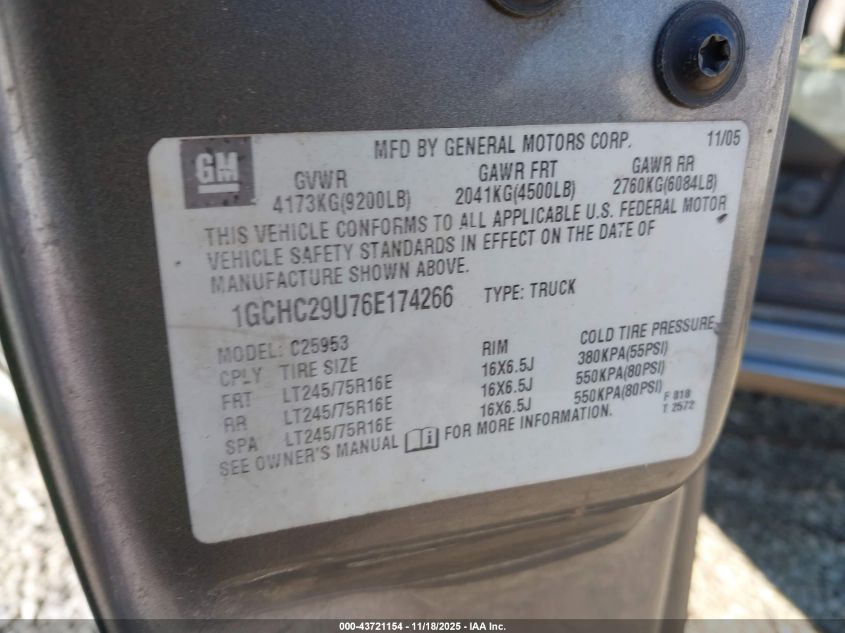 GM
MFD BY GENERAL MOTORS CORP. 11/05
GVWR GAWR FRT GAWR RR
4173KG(9200LB) 2041KG(4500LB) 2760KG(6084LB)
THIS VEHICLE CONFORMS TO ALL APPLICABLE U.S. FEDERAL MOTOR
VEHICLE SAFETY STANDARDS IN EFFECT ON THE DATE OF
MANUFACTURE SHOWN ABOVE.
1GCHC29U76E174266 TYPE: TRUCK
MODEL: C25953
CPLY TIRE SIZE RIM COLD TIRE PRESSURE
FRT LT245/75R16E 16X6.5J 380KPA(55PSI)
RR LT245/75R16E 16X6.5J 550KPA(80PSI)
SPA LT245/75R16E 16X6.5J 550KPA(80PSI)
F 818
T 2572
SEE OWNER'S MANUAL FOR MORE INFORMATION.
000-43721154 - 11/18/2025 - IAA Inc.